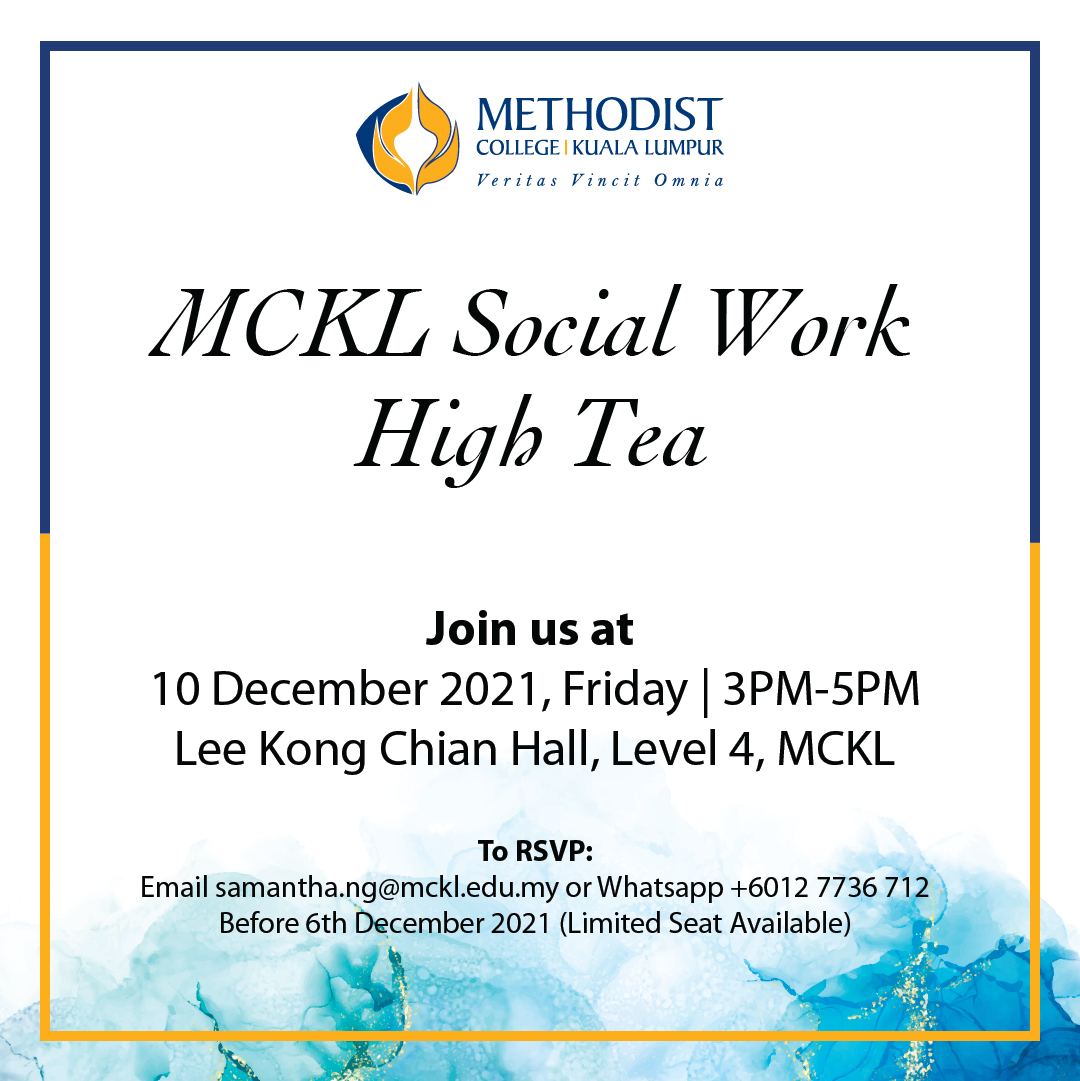 METHODIST
COLLEGE | KUALA LUMPUR
Veritas Vincit Omnia
MCKL Social Work
High Tea
Join us at
10 December 2021, Friday | 3PM-5PM
Lee Kong Chian Hall, Level 4, MCKL
To RSVP:
Email samantha.ng@mckl.edu.my or Whatsapp +6012 7736 712
Before 6th December 2021 (Limited Seat Available)